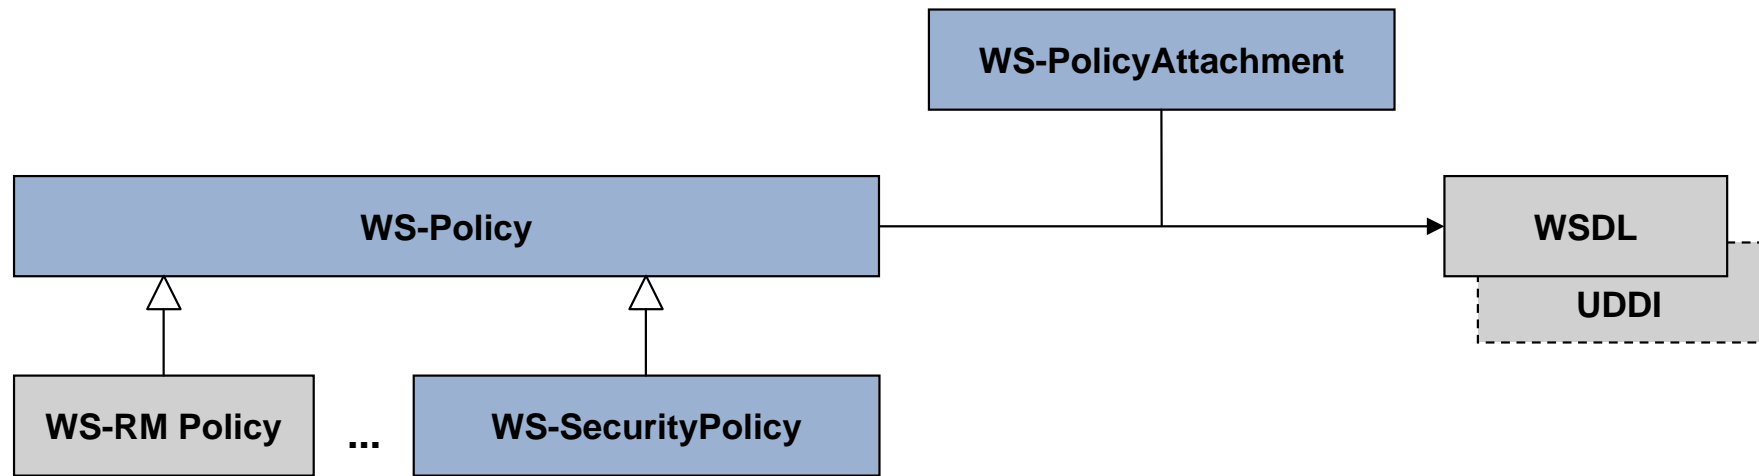 WS-PolicyAttachment
WS-Policy
WSDL
UDDI
WS-RM Policy
...
WS-SecurityPolicy